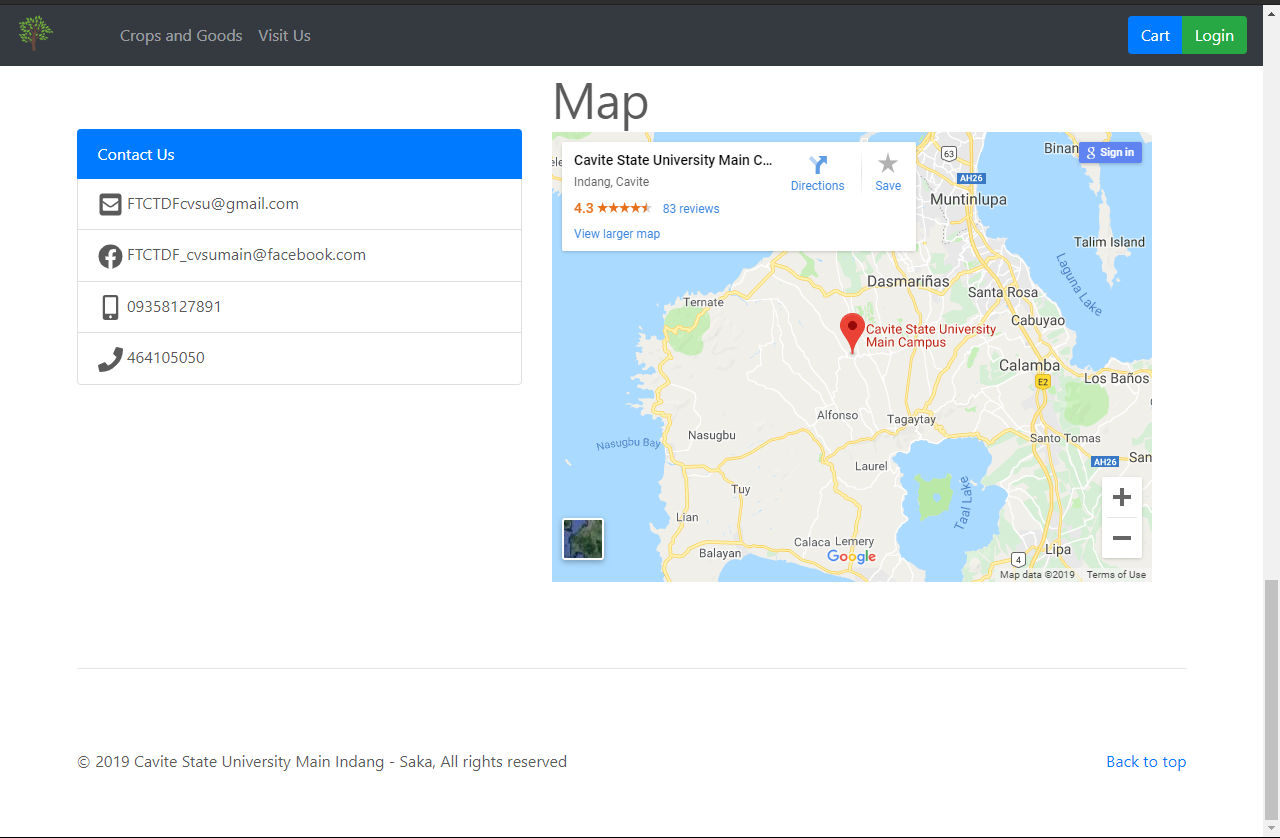 Crops and Goods
Visit Us
Cart
Login
Map
Contact Us
FTCTDFcvsu@gmail.com
FTCTDF_cvsumain@facebook.com
09358127891
464105050
Cavite State University Main C...
Indang, Cavite
4.3
83 reviews
View larger map
Directions
Save
Sign in
63
Binan
AH26
Muntinlupa
Talim Island
Laguna Lake
Dasmariñas
Santa Rosa
Ternate
Cabuyao
Cavite State University
Main Campus
Calamba
E2
Los Baños
Alfonso
Tagaytay
Nasugbu
Nasugbu Bay
Santo Tomas
Laurel
AH26
San
Tuy
Taal Lake
Lian
Calaca
Lemery
Balayan
Google
4
Lipa
Map data ©2019
Terms of Use
© 2019 Cavite State University Main Indang - Saka, All rights reserved
Back to top